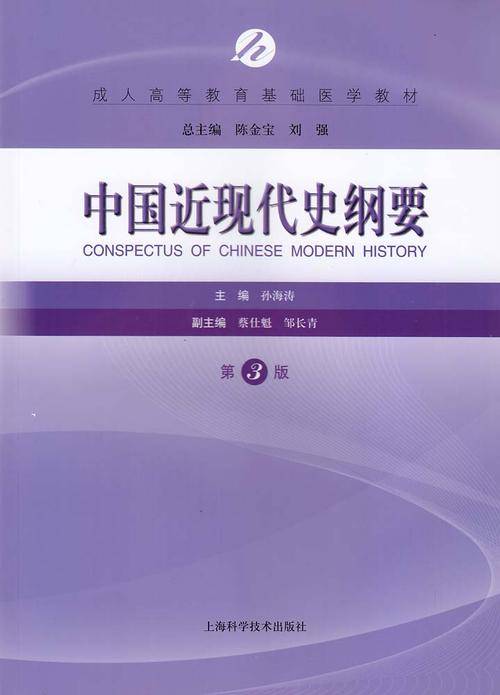 成人高等教育基础医学教材
总主编 陈金宝 刘 强
中国近现代史纲要
CONSPECTUS OF CHINESE MODERN HISTORY
主 编 孙海涛
副主编 蔡仕魁 邹长青
第3版
上海科学技术出版社